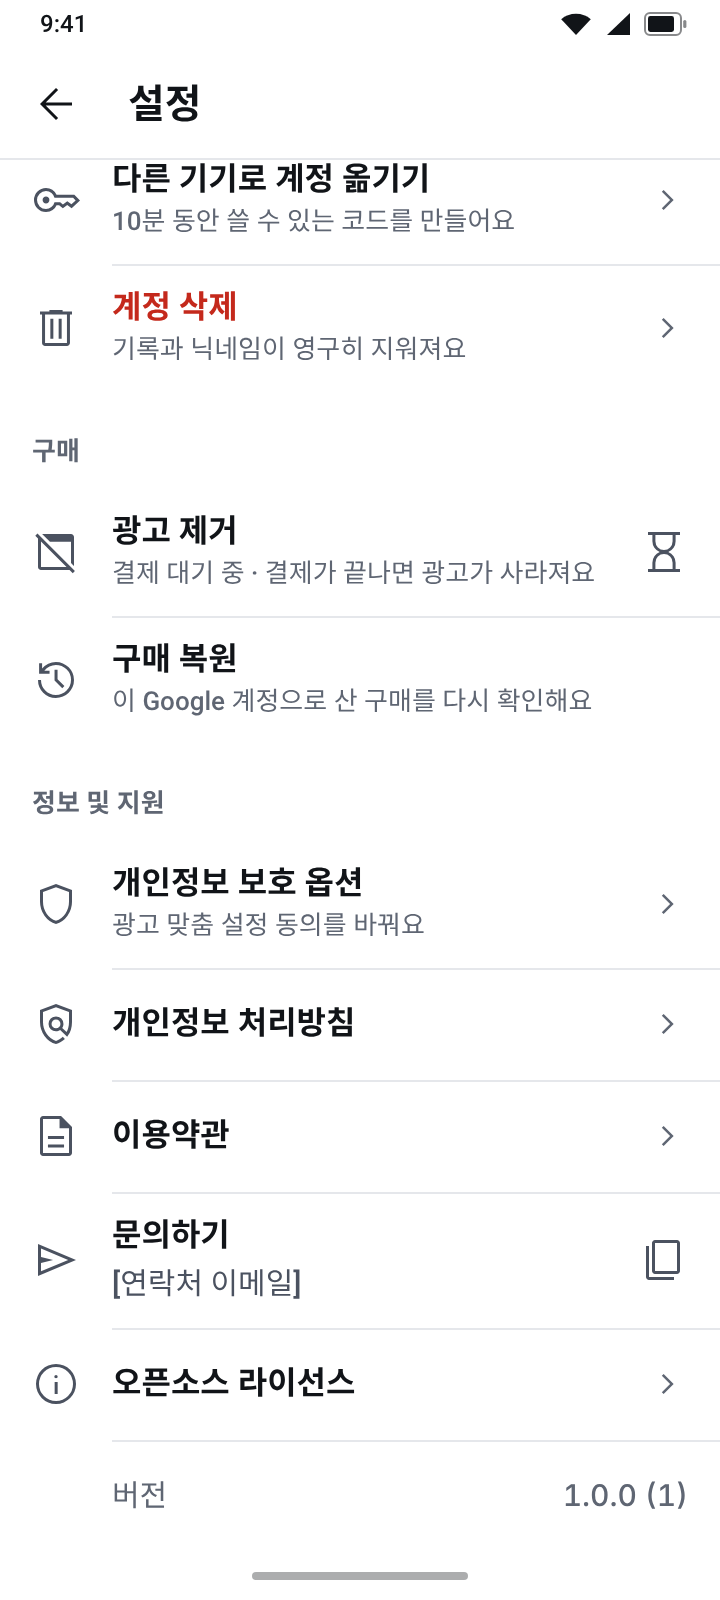 9:41
설정
다른 기기로 계정 옮기기
10분 동안 쓸 수 있는 코드를 만들어요
계정 삭제
기록과 닉네임이 영구히 지워져요
구매
광고 제거
결제 대기 중 · 결제가 끝나면 광고가 사라져요
구매 복원
이 Google 계정으로 산 구매를 다시 확인해요
정보 및 지원
개인정보 보호 옵션
광고 맞춤 설정 동의를 바꿔요
개인정보 처리방침
이용약관
문의하기
[연락처 이메일]
오픈소스 라이선스
버전 1.0.0 (1)